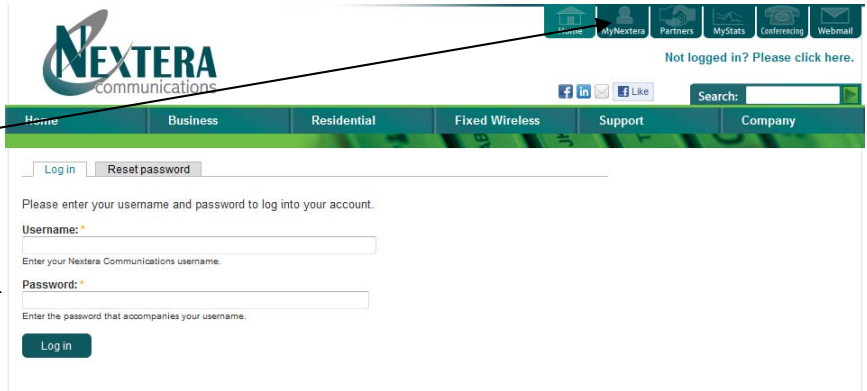 NEXTERA
communications
Home
MyNextera
Partners
MyStats
Conferencing
Webmail
Not logged in? Please click here.
Like
Search:
Home
Business
Residential
Fixed Wireless
Support
Company
Log in
Reset password
Please enter your username and password to log into your account.
Username: *
Enter your Nextera Communications username.
Password: *
Enter the password that accompanies your username.
Log in